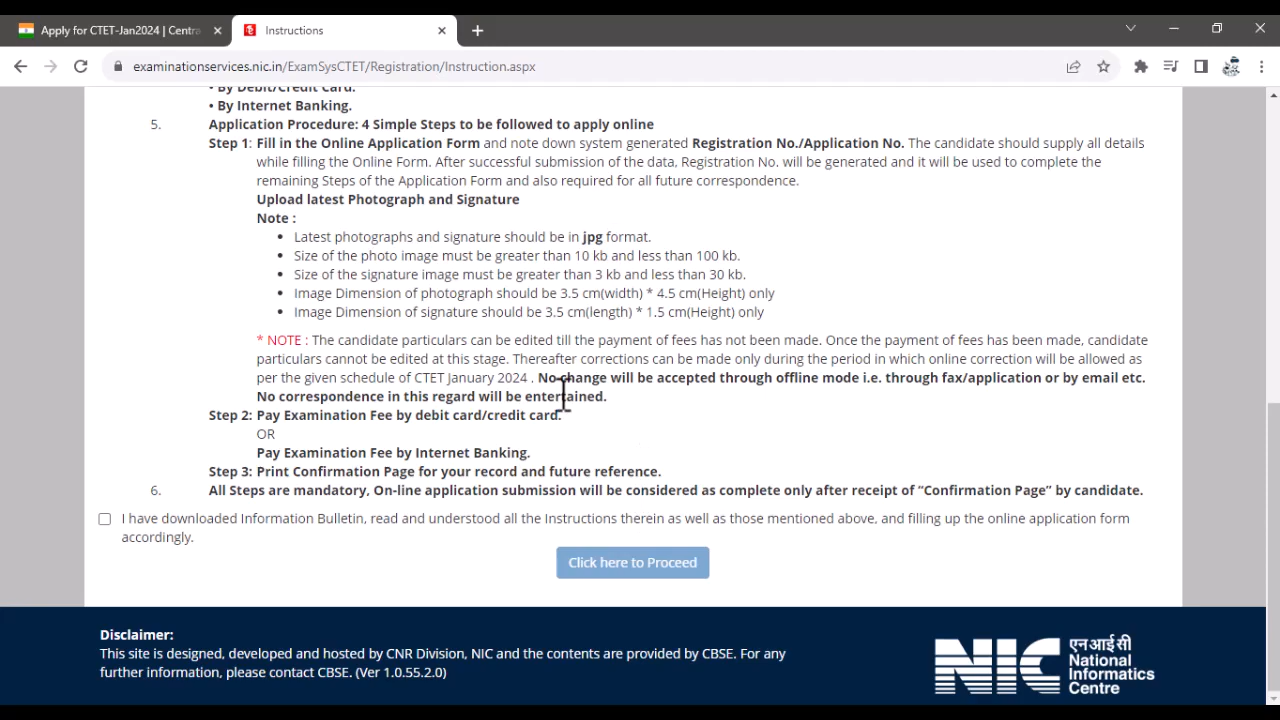 Apply for CTET-Jan2024 | Centra
Instructions
examinationservices.nic.in/ExamSysCTET/Registration/Instruction.aspx
• By Debit/Credit Card.
• By Internet Banking.
5. Application Procedure: 4 Simple Steps to be followed to apply online
Step 1: Fill in the Online Application Form and note down system generated Registration No./Application No. The candidate should supply all details
while filling the Online Form. After successful submission of the data, Registration No. will be generated and it will be used to complete the
remaining Steps of the Application Form and also required for all future correspondence.
Upload latest Photograph and Signature
Note :
• Latest photographs and signature should be in jpg format.
• Size of the photo image must be greater than 10 kb and less than 100 kb.
• Size of the signature image must be greater than 3 kb and less than 30 kb.
• Image Dimension of photograph should be 3.5 cm(width) * 4.5 cm(Height) only
• Image Dimension of signature should be 3.5 cm(length) * 1.5 cm(Height) only
* NOTE : The candidate particulars can be edited till the payment of fees has not been made. Once the payment of fees has been made, candidate
particulars cannot be edited at this stage. Thereafter corrections can be made only during the period in which online correction will be allowed as
per the given schedule of CTET January 2024 . No change will be accepted through offline mode i.e. through fax/application or by email etc.
No correspondence in this regard will be entertained.
Step 2: Pay Examination Fee by debit card/credit card.
OR
Pay Examination Fee by Internet Banking.
Step 3: Print Confirmation Page for your record and future reference.
6. All Steps are mandatory, On-line application submission will be considered as complete only after receipt of “Confirmation Page” by candidate.
I have downloaded Information Bulletin, read and understood all the Instructions therein as well as those mentioned above, and filling up the online application form
accordingly.
Click here to Proceed
Disclaimer:
This site is designed, developed and hosted by CNR Division, NIC and the contents are provided by CBSE. For any
further information, please contact CBSE. (Ver 1.0.55.2.0)
NIC
एनआईसी
National
Informatics
Centre